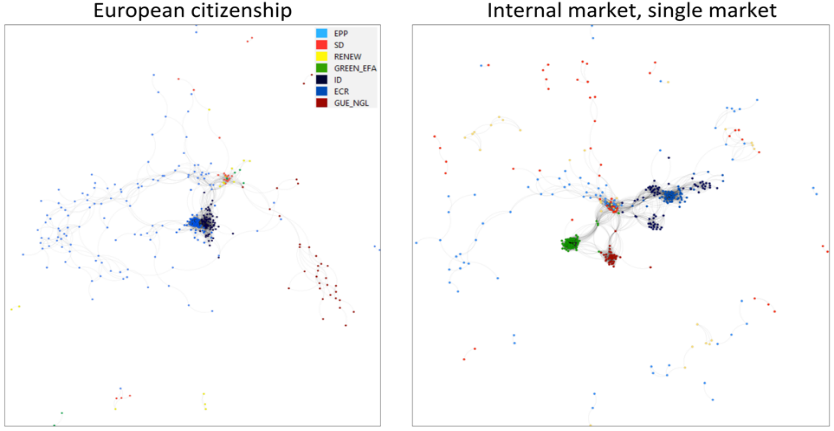 European citizenship
Internal market, single market
EPP
SD
RENEW
GREEN_EFA
ID
ECR
GUE_NGL